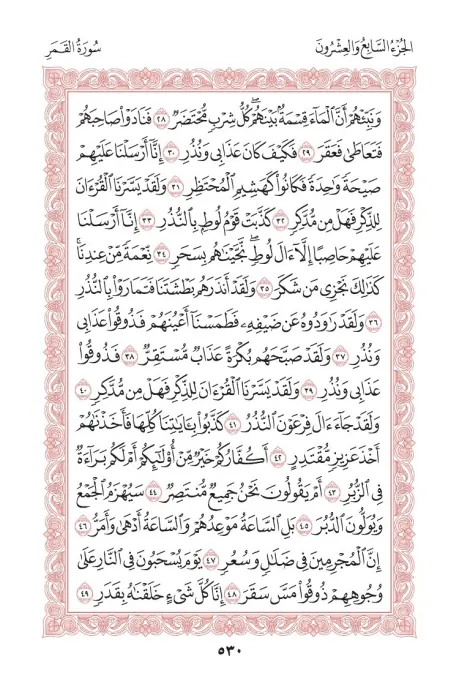 الجُزْءُ السَّابِعُ وَالعِشْرُونَ
سُورَةُ القَمَرِ
وَنَبِّئْهُمْ أَنَّ ٱلْمَآءَ قِسْمَةٌۢ بَيْنَهُمْۖ كُلُّ شِرْبٍ مُّحْتَضَرٌ ٢٨ فَنَادَوْا۟ صَاحِبَهُمْ
فَتَعَاطَىٰ فَعَقَرَ ٢٩ فَكَيْفَ كَانَ عَذَابِى وَنُذُرِ ٣٠ إِنَّآ أَرْسَلْنَا عَلَيْهِمْ
صَيْحَةً وَٰحِدَةً فَكَانُوا۟ كَهَشِيمِ ٱلْمُحْتَظِرِ ٣١ وَلَقَدْ يَسَّرْنَا ٱلْقُرْءَانَ
لِلذِّكْرِ فَهَلْ مِن مُّدَّكِرٍ ٣٢ كَذَّبَتْ قَوْمُ لُوطٍۭ بِٱلنُّذُرِ ٣٣ إِنَّآ أَرْسَلْنَا
عَلَيْهِمْ حَاصِبًا إِلَّآ ءَالَ لُوطٍۖ نَّجَّيْنَٰهُم بِسَحَرٍ ٣٤ نِّعْمَةً مِّنْ عِندِنَاۚ
كَذَٰلِكَ نَجْزِى مَن شَكَرَ ٣٥ وَلَقَدْ أَنذَرَهُم بَطْشَتَنَا فَتَمَارَوْا۟ بِٱلنُّذُرِ
٣٦ وَلَقَدْ رَٰوَدُوهُ عَن ضَيْفِهِۦ فَطَمَسْنَآ أَعْيُنَهُمْ فَذُوقُوا۟ عَذَابِى
وَنُذُرِ ٣٧ وَلَقَدْ صَبَّحَهُم بُكْرَةً عَذَابٌ مُّسْتَقِرٌّ ٣٨ فَذُوقُوا۟
عَذَابِى وَنُذُرِ ٣٩ وَلَقَدْ يَسَّرْنَا ٱلْقُرْءَانَ لِلذِّكْرِ فَهَلْ مِن مُّدَّكِرٍ ٤٠
وَلَقَدْ جَآءَ ءَالَ فِرْعَوْنَ ٱلنُّذُرُ ٤١ كَذَّبُوا۟ بِـَٔايَٰتِنَا كُلِّهَا فَأَخَذْنَٰهُمْ
أَخْذَ عَزِيزٍ مُّقْتَدِرٍ ٤٢ أَكُفَّارُكُمْ خَيْرٌ مِّنْ أُو۟لَٰٓئِكُمْ أَمْ لَكُم بَرَآءَةٌ
فِى ٱلزُّبُرِ ٤٣ أَمْ يَقُولُونَ نَحْنُ جَمِيعٌ مُّنتَصِرٌ ٤٤ سَيُهْزَمُ ٱلْجَمْعُ
وَيُوَلُّونَ ٱلدُّبُرَ ٤٥ بَلِ ٱلسَّاعَةُ مَوْعِدُهُمْ وَٱلسَّاعَةُ أَدْهَىٰ وَأَمَرُّ ٤٦
إِنَّ ٱلْمُجْرِمِينَ فِى ضَلَٰلٍ وَسُعُرٍ ٤٧ يَوْمَ يُسْحَبُونَ فِى ٱلنَّارِ عَلَىٰ
وُجُوهِهِمْ ذُوقُوا۟ مَسَّ سَقَرَ ٤٨ إِنَّا كُلَّ شَىْءٍ خَلَقْنَٰهُ بِقَدَرٍ ٤٩
٥٣٠